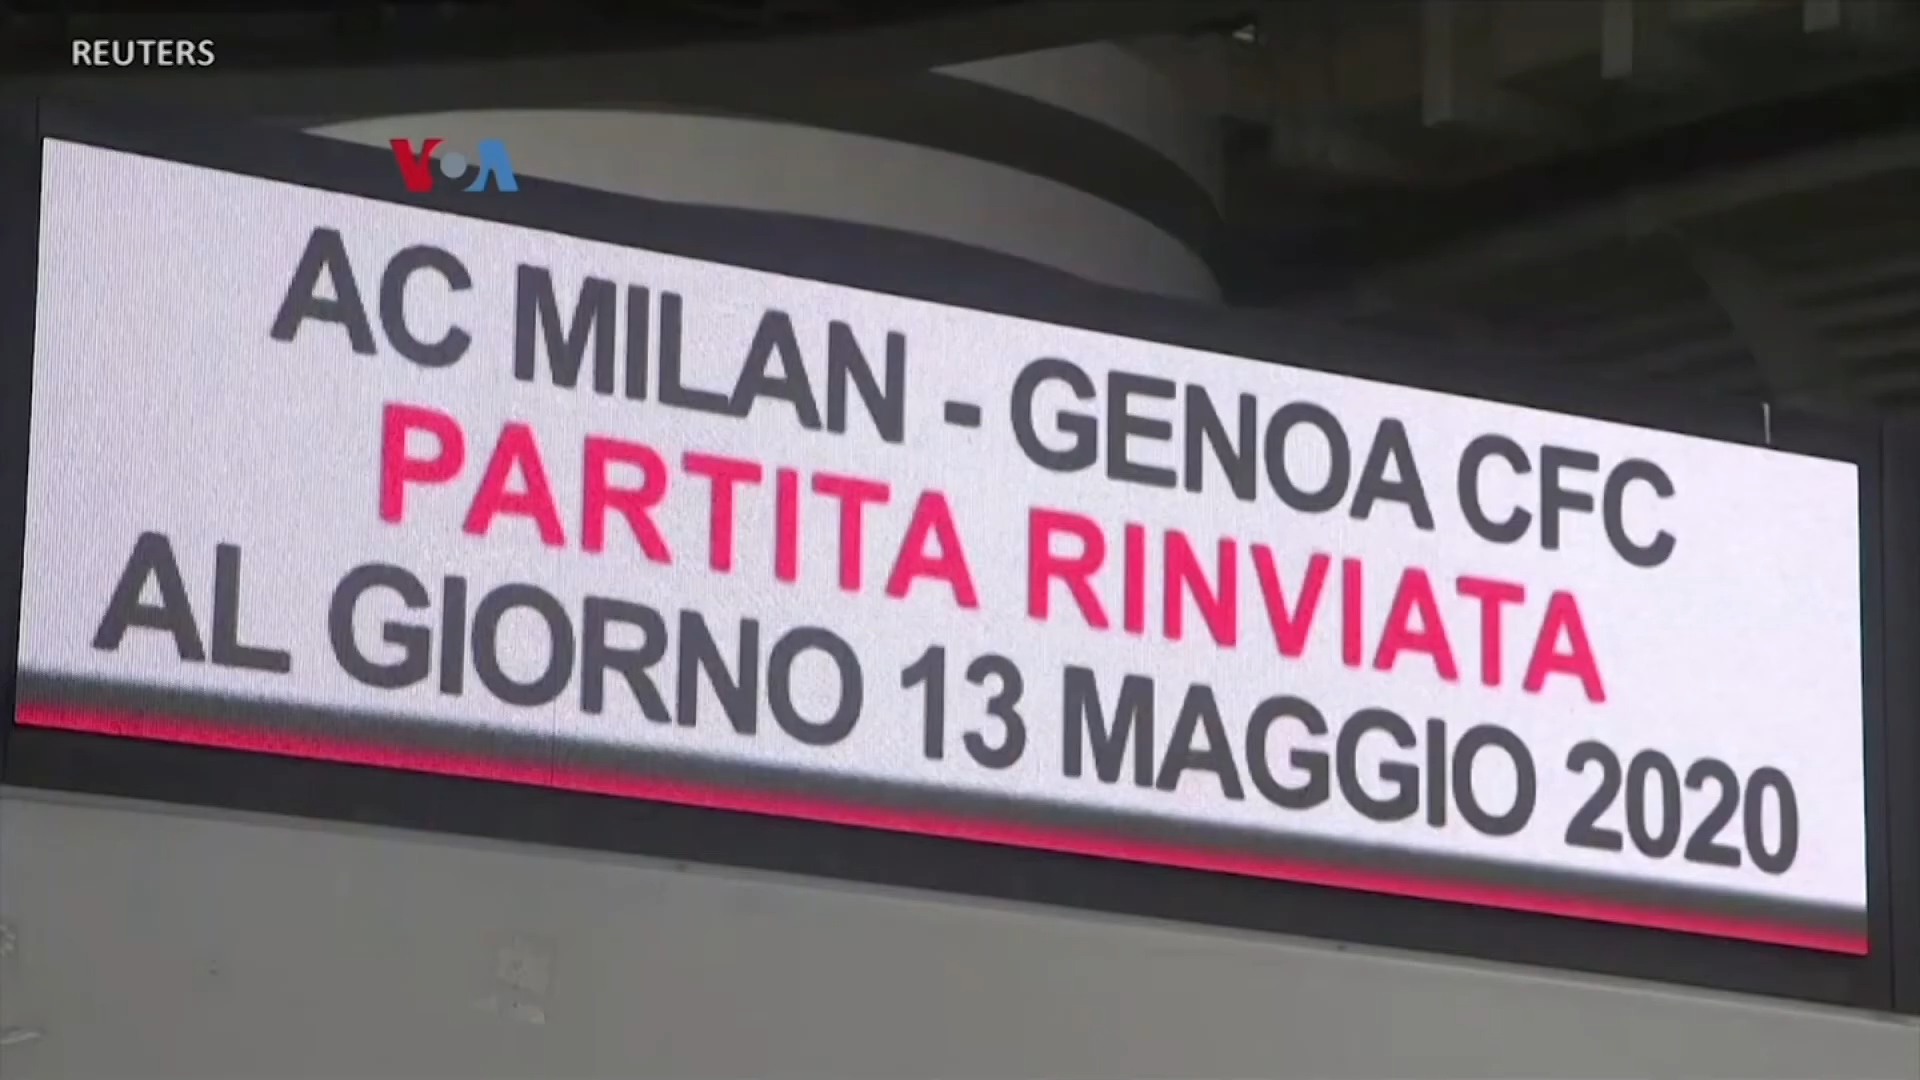 REUTERS
VOA
AC MILAN - GENOA CFC
PARTITA RINVIATA
AL GIORNO 13 MAGGIO 2020